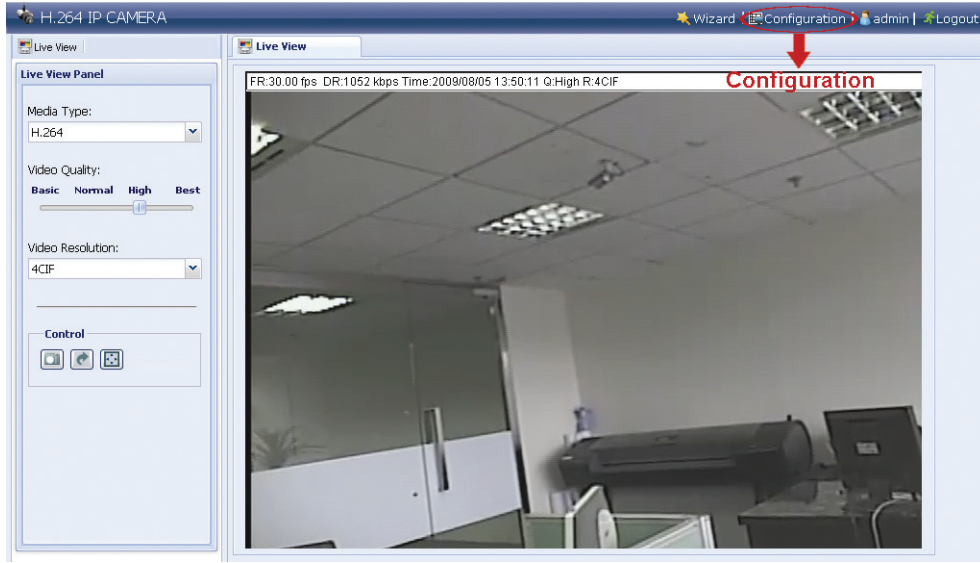 H.264 IP CAMERA
Wizard | Configuration | admin | Logout
Live View
Live View
Live View Panel
Configuration
FR:30.00 fps DR:1052 kbps Time:2009/08/05 13:50:11 Q:High R:4CIF
Media Type:
H.264
Video Quality:
Basic Normal High Best
Video Resolution:
4CIF
Control